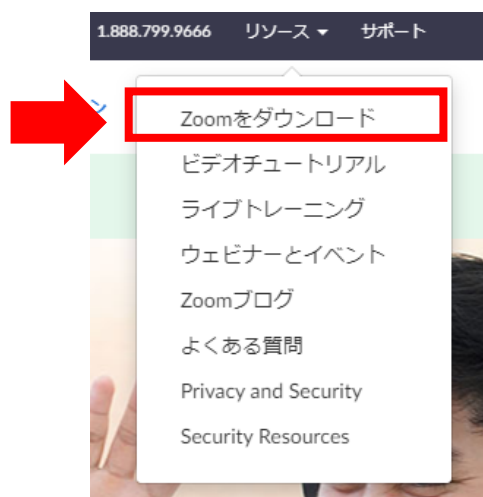 1.888.799.9666 リソース ▾ サポート
ン
Zoomをダウンロード
ビデオチュートリアル
ライブトレーニング
ウェビナーとイベント
Zoomブログ
よくある質問
Privacy and Security
Security Resources